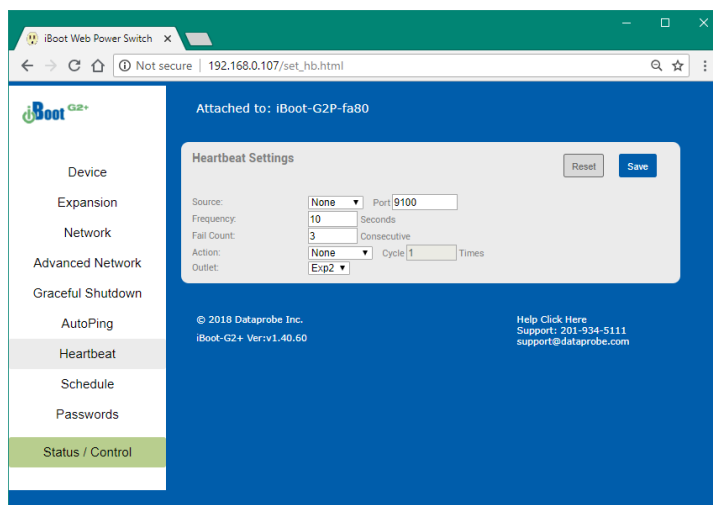 iBoot Web Power Switch
Not secure | 192.168.0.107/set_hb.html
iBoot G2+
Attached to: iBoot-G2P-fa80
Device
Expansion
Network
Advanced Network
Graceful Shutdown
AutoPing
Heartbeat
Schedule
Passwords
Status / Control
Heartbeat Settings
Reset Save
Source: None Port 9100
Frequency: 10 Seconds
Fail Count: 3 Consecutive
Action: None Cycle 1 Times
Outlet: Exp2
© 2018 Dataprobe Inc.
iBoot-G2+ Ver:v1.40.60
Help Click Here
Support: 201-934-5111
support@dataprobe.com